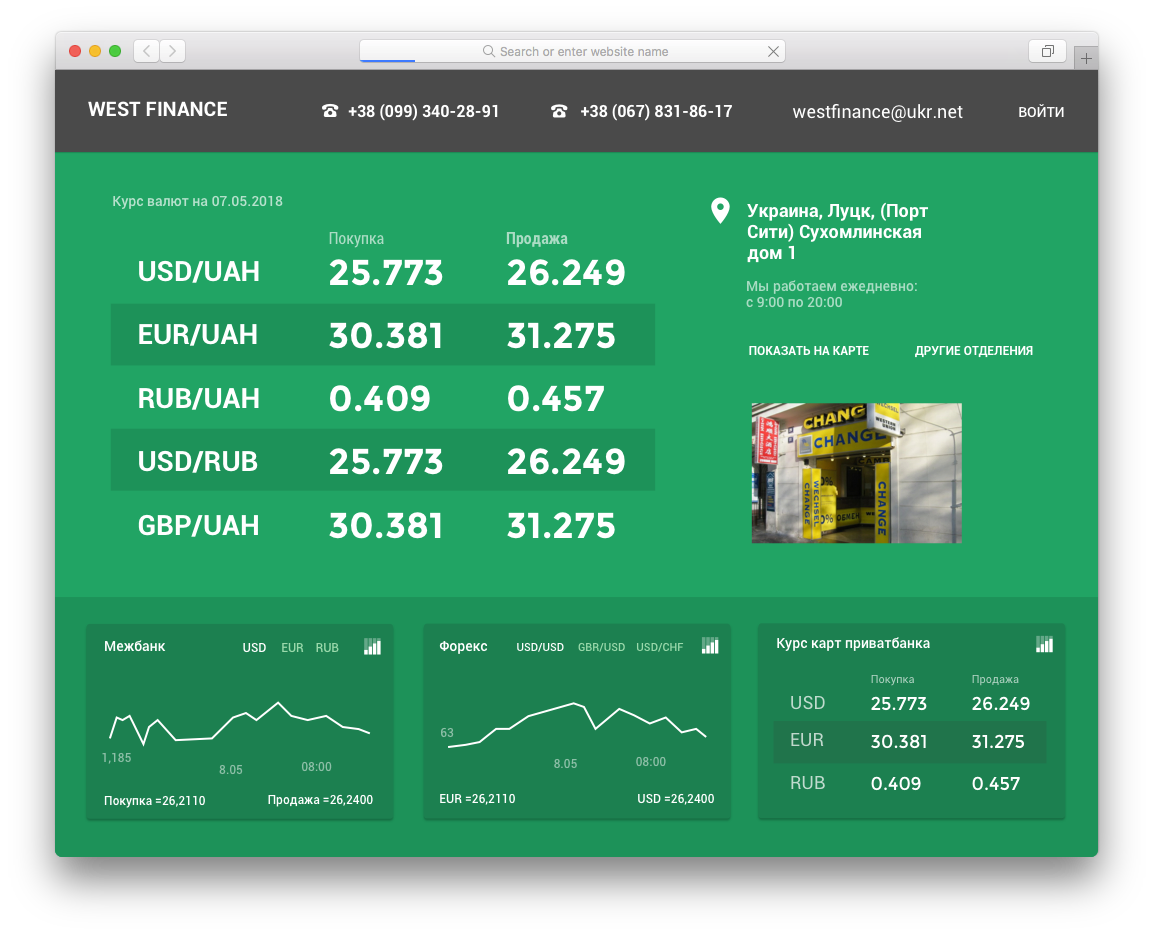 Search or enter website name
WEST FINANCE
+38 (099) 340-28-91
+38 (067) 831-86-17
westfinance@ukr.net
ВОЙТИ
Курс валют на 07.05.2018
Покупка Продажа
USD/UAH 25.773 26.249
EUR/UAH 30.381 31.275
RUB/UAH 0.409 0.457
USD/RUB 25.773 26.249
GBP/UAH 30.381 31.275
Украина, Луцк, (Порт
Сити) Сухомлинская
дом 1
Мы работаем ежедневно:
с 9:00 по 20:00
ПОКАЗАТЬ НА КАРТЕ
ДРУГИЕ ОТДЕЛЕНИЯ
CHANG
WESTERN
UNION
CHANGE
CHANGE
WECHSEL
CHANGE
Межбанк USD EUR RUB
1,185
8.05
08:00
Покупка =26,2110 Продажа =26,2400
Форекс USD/USD GBR/USD USD/CHF
63
8.05
08:00
EUR =26,2110 USD =26,2400
Курс карт приватбанка
Покупка Продажа
USD 25.773 26.249
EUR 30.381 31.275
RUB 0.409 0.457